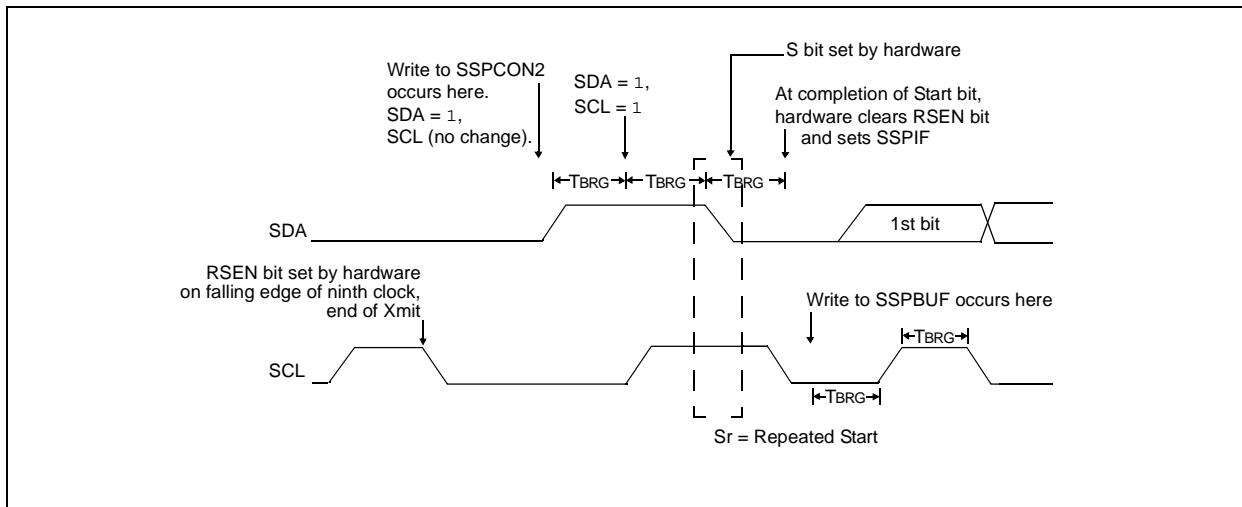 S bit set by hardware
Write to SSPCON2
occurs here.
SDA = 1,
SCL (no change).
SDA = 1,
SCL = 1
At completion of Start bit,
hardware clears RSEN bit
and sets SSPIF
TBRG
TBRG
TBRG
SDA
1st bit
RSEN bit set by hardware
on falling edge of ninth clock,
end of Xmit
Write to SSPBUF occurs here
TBRG
SCL
TBRG
Sr = Repeated Start